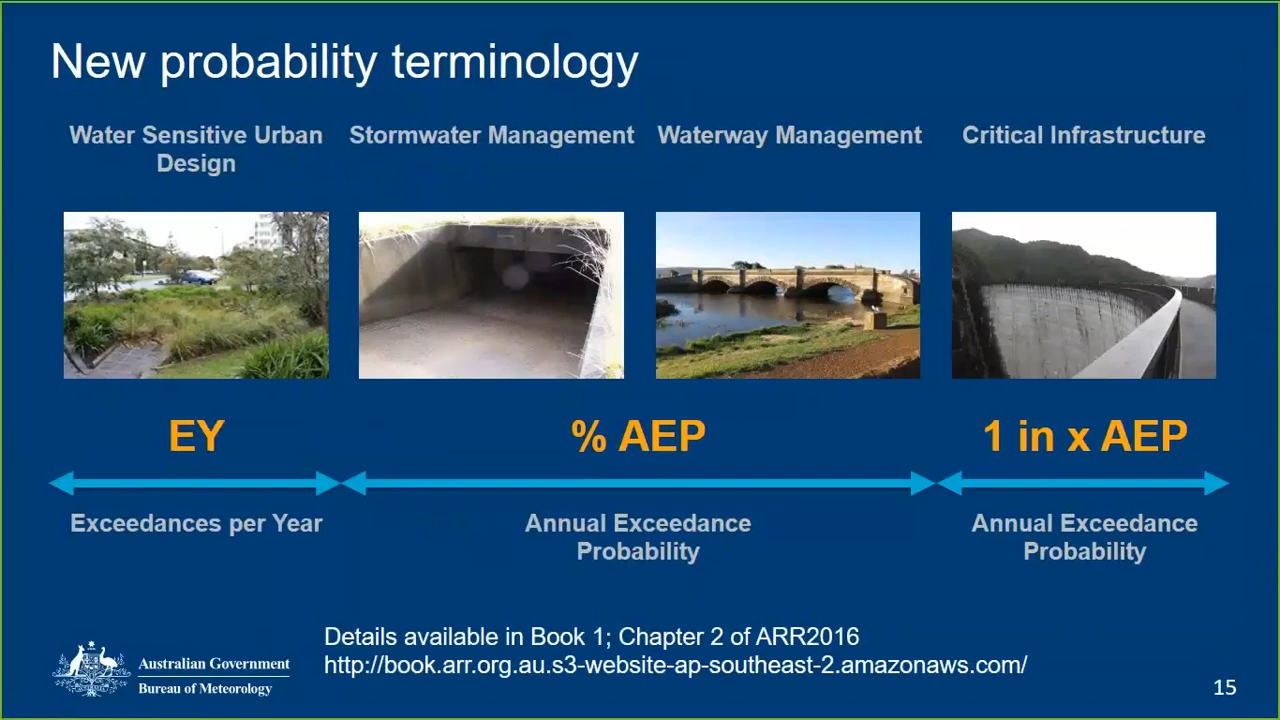 New probability terminology
Water Sensitive Urban
Design
Stormwater Management
Waterway Management
Critical Infrastructure
EY
% AEP
1 in x AEP
Exceedances per Year
Annual Exceedance
Probability
Annual Exceedance
Probability
Details available in Book 1; Chapter 2 of ARR2016
http://book.arr.org.au.s3-website-ap-southeast-2.amazonaws.com/
Australian Government
Bureau of Meteorology
15